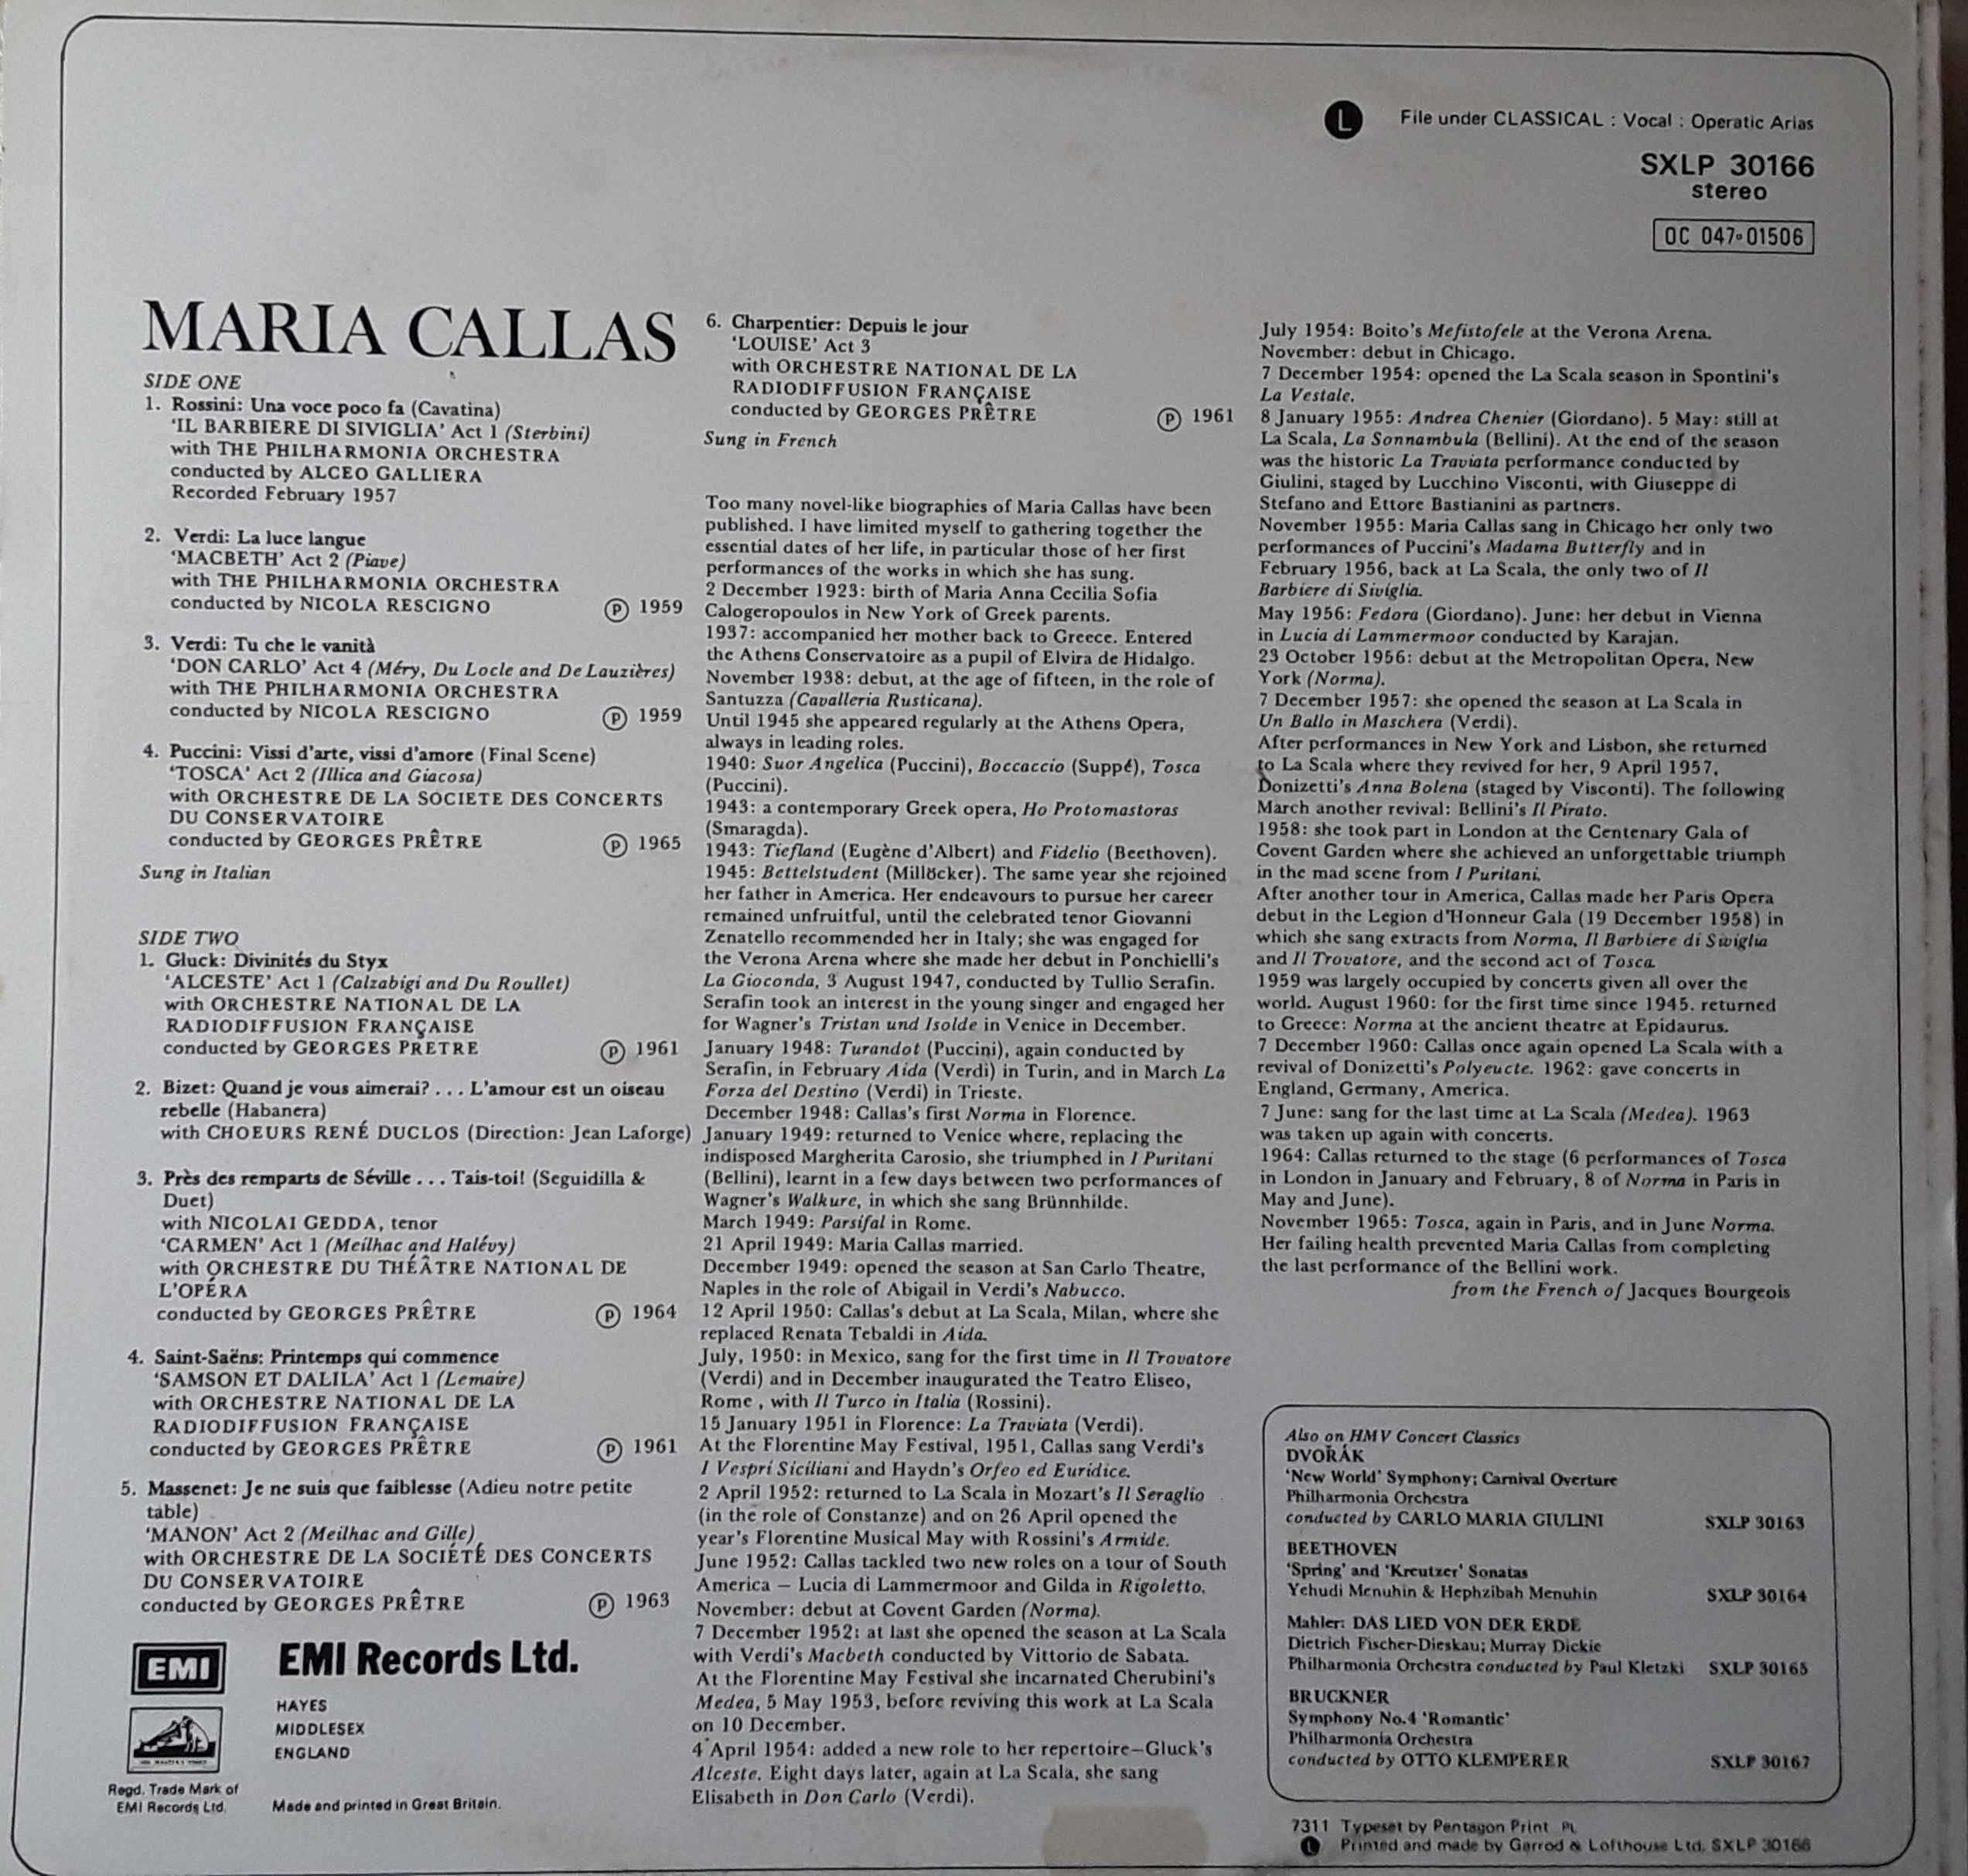 L File under CLASSICAL : Vocal : Operatic Arias
SXLP 30166
stereo
OC 047·01506
MARIA CALLAS
SIDE ONE
1. Rossini: Una voce poco fa (Cavatina)
‘IL BARBIERE DI SIVIGLIA’ Act 1 (Sterbini)
with THE PHILHARMONIA ORCHESTRA
conducted by ALCEO GALLIERA
Recorded February 1957
2. Verdi: La luce langue
‘MACBETH’ Act 2 (Piave)
with THE PHILHARMONIA ORCHESTRA
conducted by NICOLA RESCIGNO Ⓟ 1959
3. Verdi: Tu che le vanità
‘DON CARLO’ Act 4 (Méry, Du Locle and De Lauzières)
with THE PHILHARMONIA ORCHESTRA
conducted by NICOLA RESCIGNO Ⓟ 1959
4. Puccini: Vissi d'arte, vissi d'amore (Final Scene)
‘TOSCA’ Act 2 (Illica and Giacosa)
with ORCHESTRE DE LA SOCIETE DES CONCERTS
DU CONSERVATOIRE
conducted by GEORGES PRÊTRE Ⓟ 1965
Sung in Italian
SIDE TWO
1. Gluck: Divinités du Styx
‘ALCESTE’ Act 1 (Calzabigi and Du Roullet)
with ORCHESTRE NATIONAL DE LA
RADIODIFFUSION FRANÇAISE
conducted by GEORGES PRETRE Ⓟ 1961
2. Bizet: Quand je vous aimerai? . . . L'amour est un oiseau
rebelle (Habanera)
with CHOEURS RENÉ DUCLOS (Direction: Jean Laforge)
3. Près des remparts de Séville . . . Tais-toi! (Seguidilla &
Duet)
with NICOLAI GEDDA, tenor
‘CARMEN’ Act 1 (Meilhac and Halévy)
with ORCHESTRE DU THÉÂTRE NATIONAL DE
L'OPÉRA
conducted by GEORGES PRÊTRE Ⓟ 1964
4. Saint-Saëns: Printemps qui commence
‘SAMSON ET DALILA’ Act 1 (Lemaire)
with ORCHESTRE NATIONAL DE LA
RADIODIFFUSION FRANÇAISE
conducted by GEORGES PRÊTRE Ⓟ 1961
5. Massenet: Je ne suis que faiblesse (Adieu notre petite
table)
‘MANON’ Act 2 (Meilhac and Gille)
with ORCHESTRE DE LA SOCIÉTÉ DES CONCERTS
DU CONSERVATOIRE
conducted by GEORGES PRÊTRE Ⓟ 1963
EMI
EMI Records Ltd.
HAYES
MIDDLESEX
ENGLAND
Regd. Trade Mark of
EMI Records Ltd.
Made and printed in Great Britain.
6. Charpentier: Depuis le jour
‘LOUISE’ Act 3
with ORCHESTRE NATIONAL DE LA
RADIODIFFUSION FRANÇAISE
conducted by GEORGES PRÊTRE Ⓟ 1961
Sung in French
Too many novel-like biographies of Maria Callas have been
published. I have limited myself to gathering together the
essential dates of her life, in particular those of her first
performances of the works in which she has sung.
2 December 1923: birth of Maria Anna Cecilia Sofia
Calogeropoulos in New York of Greek parents.
1937: accompanied her mother back to Greece. Entered
the Athens Conservatoire as a pupil of Elvira de Hidalgo.
November 1938: debut, at the age of fifteen, in the role of
Santuzza (Cavalleria Rusticana).
Until 1945 she appeared regularly at the Athens Opera,
always in leading roles.
1940: Suor Angelica (Puccini), Boccaccio (Suppé), Tosca
(Puccini).
1943: a contemporary Greek opera, Ho Protomastoras
(Smaragda).
1943: Tiefland (Eugène d'Albert) and Fidelio (Beethoven).
1945: Bettelstudent (Millöcker). The same year she rejoined
her father in America. Her endeavours to pursue her career
remained unfruitful, until the celebrated tenor Giovanni
Zenatello recommended her in Italy; she was engaged for
the Verona Arena where she made her debut in Ponchielli's
La Gioconda, 3 August 1947, conducted by Tullio Serafin.
Serafin took an interest in the young singer and engaged her
for Wagner's Tristan und Isolde in Venice in December.
January 1948: Turandot (Puccini), again conducted by
Serafin, in February Aida (Verdi) in Turin, and in March La
Forza del Destino (Verdi) in Trieste.
December 1948: Callas's first Norma in Florence.
January 1949: returned to Venice where, replacing the
indisposed Margherita Carosio, she triumphed in I Puritani
(Bellini), learnt in a few days between two performances of
Wagner's Walkure, in which she sang Brünnhilde.
March 1949: Parsifal in Rome.
21 April 1949: Maria Callas married.
December 1949: opened the season at San Carlo Theatre,
Naples in the role of Abigail in Verdi's Nabucco.
12 April 1950: Callas's debut at La Scala, Milan, where she
replaced Renata Tebaldi in Aida.
July, 1950: in Mexico, sang for the first time in Il Trovatore
(Verdi) and in December inaugurated the Teatro Eliseo,
Rome , with Il Turco in Italia (Rossini).
15 January 1951 in Florence: La Traviata (Verdi).
At the Florentine May Festival, 1951, Callas sang Verdi's
I Vespri Siciliani and Haydn's Orfeo ed Euridice.
2 April 1952: returned to La Scala in Mozart's Il Seraglio
(in the role of Constanze) and on 26 April opened the
year's Florentine Musical May with Rossini's Armide.
June 1952: Callas tackled two new roles on a tour of South
America – Lucia di Lammermoor and Gilda in Rigoletto.
November: debut at Covent Garden (Norma).
7 December 1952: at last she opened the season at La Scala
with Verdi's Macbeth conducted by Vittorio de Sabata.
At the Florentine May Festival she incarnated Cherubini's
Medea, 5 May 1953, before reviving this work at La Scala
on 10 December.
4 April 1954: added a new role to her repertoire–Gluck's
Alceste. Eight days later, again at La Scala, she sang
Elisabeth in Don Carlo (Verdi).
July 1954: Boito's Mefistofele at the Verona Arena.
November: debut in Chicago.
7 December 1954: opened the La Scala season in Spontini's
La Vestale.
8 January 1955: Andrea Chenier (Giordano). 5 May: still at
La Scala, La Sonnambula (Bellini). At the end of the season
was the historic La Traviata performance conducted by
Giulini, staged by Lucchino Visconti, with Giuseppe di
Stefano and Ettore Bastianini as partners.
November 1955: Maria Callas sang in Chicago her only two
performances of Puccini's Madama Butterfly and in
February 1956, back at La Scala, the only two of Il
Barbiere di Siviglia.
May 1956: Fedora (Giordano). June: her debut in Vienna
in Lucia di Lammermoor conducted by Karajan.
23 October 1956: debut at the Metropolitan Opera, New
York (Norma).
7 December 1957: she opened the season at La Scala in
Un Ballo in Maschera (Verdi).
After performances in New York and Lisbon, she returned
to La Scala where they revived for her, 9 April 1957,
Donizetti's Anna Bolena (staged by Visconti). The following
March another revival: Bellini's Il Pirato.
1958: she took part in London at the Centenary Gala of
Covent Garden where she achieved an unforgettable triumph
in the mad scene from I Puritani.
After another tour in America, Callas made her Paris Opera
debut in the Legion d'Honneur Gala (19 December 1958) in
which she sang extracts from Norma, Il Barbiere di Siviglia
and Il Trovatore, and the second act of Tosca.
1959 was largely occupied by concerts given all over the
world. August 1960: for the first time since 1945. returned
to Greece: Norma at the ancient theatre at Epidaurus.
7 December 1960: Callas once again opened La Scala with a
revival of Donizetti's Polyeucte. 1962: gave concerts in
England, Germany, America.
7 June: sang for the last time at La Scala (Medea). 1963
was taken up again with concerts.
1964: Callas returned to the stage (6 performances of Tosca
in London in January and February, 8 of Norma in Paris in
May and June).
November 1965: Tosca, again in Paris, and in June Norma.
Her failing health prevented Maria Callas from completing
the last performance of the Bellini work.
from the French of Jacques Bourgeois
Also on HMV Concert Classics
DVOŘÁK
‘New World’ Symphony; Carnival Overture
Philharmonia Orchestra
conducted by CARLO MARIA GIULINI SXLP 30163
BEETHOVEN
‘Spring’ and ‘Kreutzer’ Sonatas
Yehudi Menuhin & Hephzibah Menuhin SXLP 30164
Mahler: DAS LIED VON DER ERDE
Dietrich Fischer-Dieskau; Murray Dickie
Philharmonia Orchestra conducted by Paul Kletzki SXLP 30165
BRUCKNER
Symphony No.4 ‘Romantic’
Philharmonia Orchestra
conducted by OTTO KLEMPERER SXLP 30167
7311 Typeset by Pentagon Print PL
L Printed and made by Garrod & Lofthouse Ltd. SXLP 30166